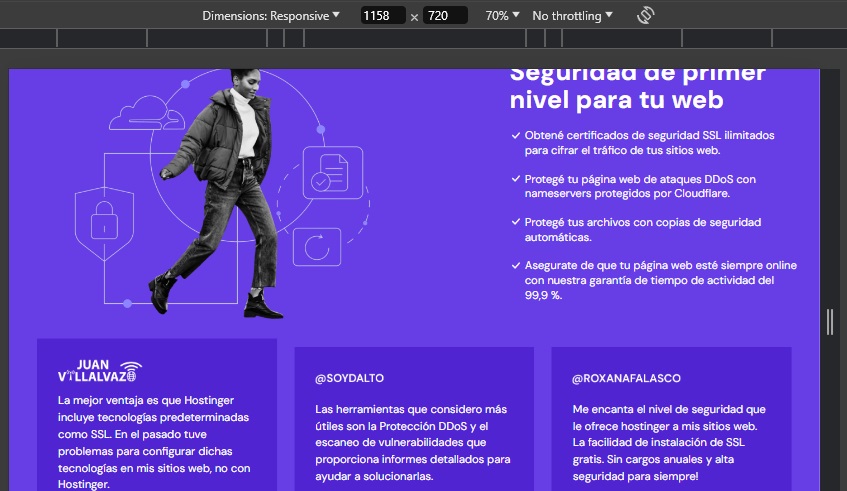 Dimensions: Responsive 1158 × 720 70% No throttling
Seguridad de primer
nivel para tu web
Obtené certificados de seguridad SSL ilimitados
para cifrar el tráfico de tus sitios web.
Protegé tu página web de ataques DDoS con
nameservers protegidos por Cloudflare.
Protegé tus archivos con copias de seguridad
automáticas.
Asegurate de que tu página web esté siempre online
con nuestra garantía de tiempo de actividad del
99,9 %.
JUAN
VILLALVAZO
La mejor ventaja es que Hostinger
incluye tecnologías predeterminadas
como SSL. En el pasado tuve
problemas para configurar dichas
tecnologías en mis sitios web, no con
Hostinger.
@SOYDALTO
Las herramientas que considero más
útiles son la Protección DDoS y el
escaneo de vulnerabilidades que
proporciona informes detallados para
ayudar a solucionarlas.
@ROXANAFALASCO
Me encanta el nivel de seguridad que
le ofrece hostinger a mis sitios web.
La facilidad de instalación de SSL
gratis. Sin cargos anuales y alta
seguridad para siempre!